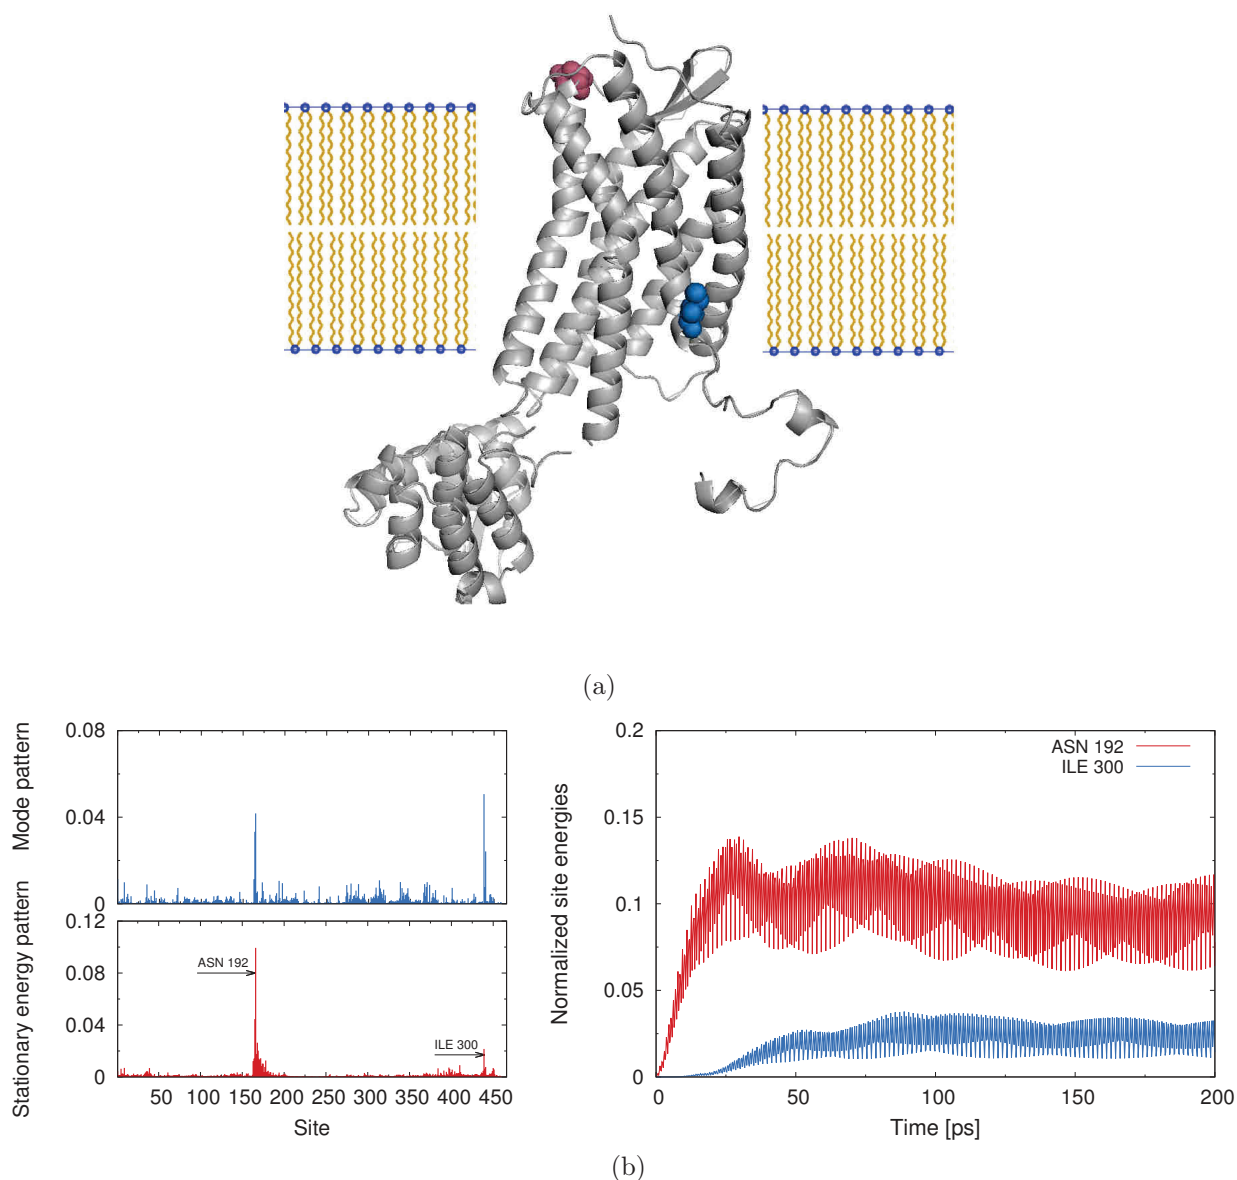 (a)
Mode pattern
0.08
0.04
0
Stationary energy pattern
0.12
0.08
0.04
0
ASN 192
ILE 300
50 100 150 200 250 300 350 400 450
Site
Normalized site energies
0.2
0.15
0.1
0.05
0
ASN 192
ILE 300
0 50 100 150 200
Time [ps]
(b)